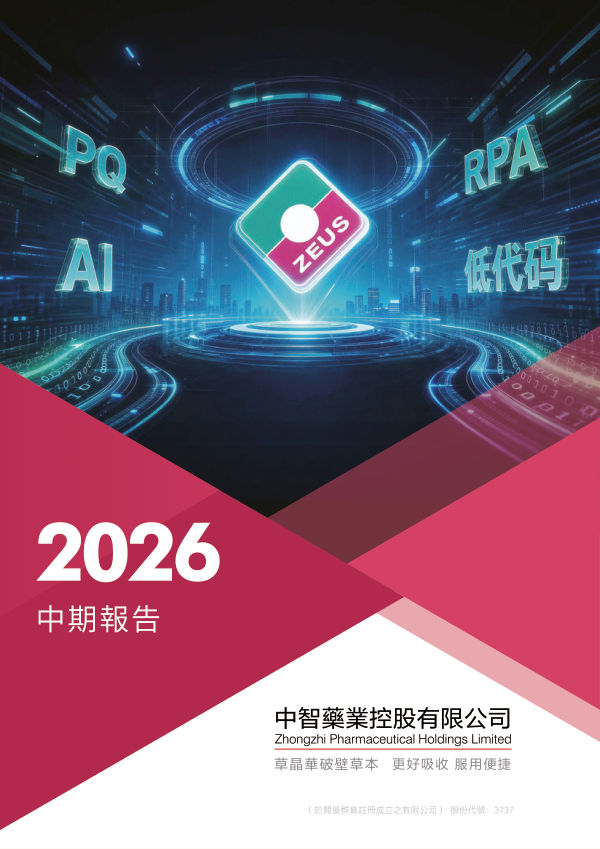 PQ
RPA
ZEUS
AI
低代码
2026
中期報告
中智藥業控股有限公司
Zhongzhi Pharmaceutical Holdings Limited
草晶華破壁草本 更好吸收 服用便捷
（於開曼群島註冊成立之有限公司） 股份代號：3737